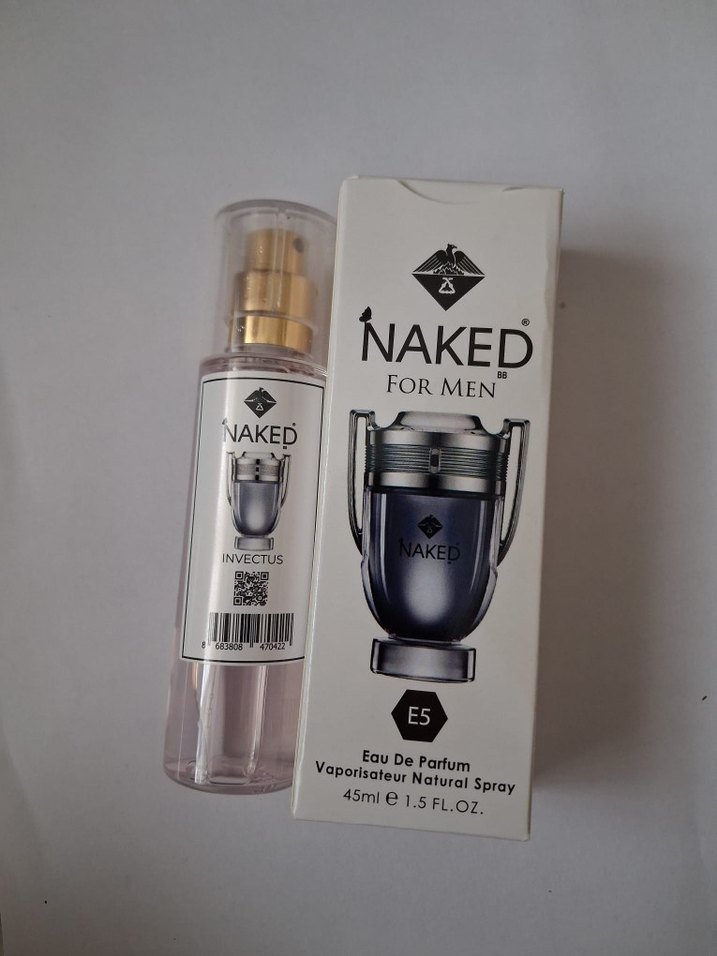 NAKED®
INVECTUS
8 683808 470422
NAKED®
BB
FOR MEN
NAKED
E5
Eau De Parfum
Vaporisateur Natural Spray
45ml ℮ 1.5 FL.OZ.